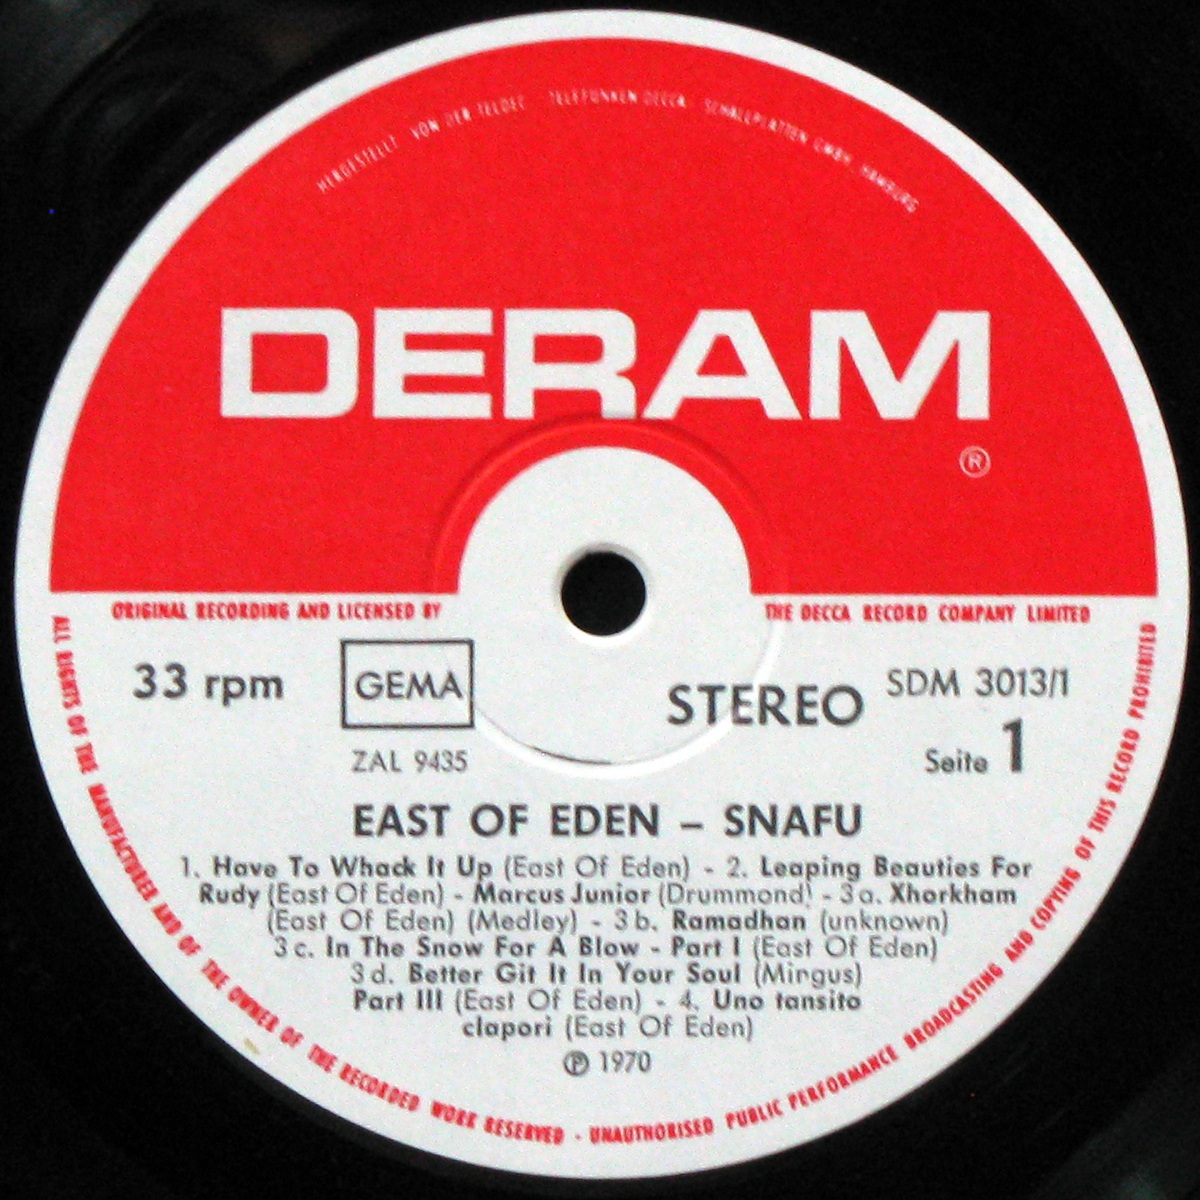 HERGESTELLT VON DER TELDEC TELEFUNKEN DECCA SCHALLPLATTEN GMBH, HAMBURG
DERAM
®
ORIGINAL RECORDING AND LICENSED BY THE DECCA RECORD COMPANY LIMITED
33 rpm
GEMA
STEREO
SDM 3013/1
ZAL 9435
Seite 1
EAST OF EDEN – SNAFU
1. Have To Whack It Up (East Of Eden) - 2. Leaping Beauties For
Rudy (East Of Eden) - Marcus Junior (Drummond) - 3 a. Xhorkham
(East Of Eden) (Medley) - 3 b. Ramadhan (unknown)
3 c. In The Snow For A Blow - Part I (East Of Eden)
3 d. Better Git It In Your Soul (Mingus)
Part III (East Of Eden) - 4. Uno tansito
clapori (East Of Eden)
℗ 1970
ALL RIGHTS OF THE MANUFACTURER AND OF THE OWNER OF THE RECORDED WORK RESERVED - UNAUTHORISED PUBLIC PERFORMANCE BROADCASTING AND COPYING OF THIS RECORD PROHIBITED